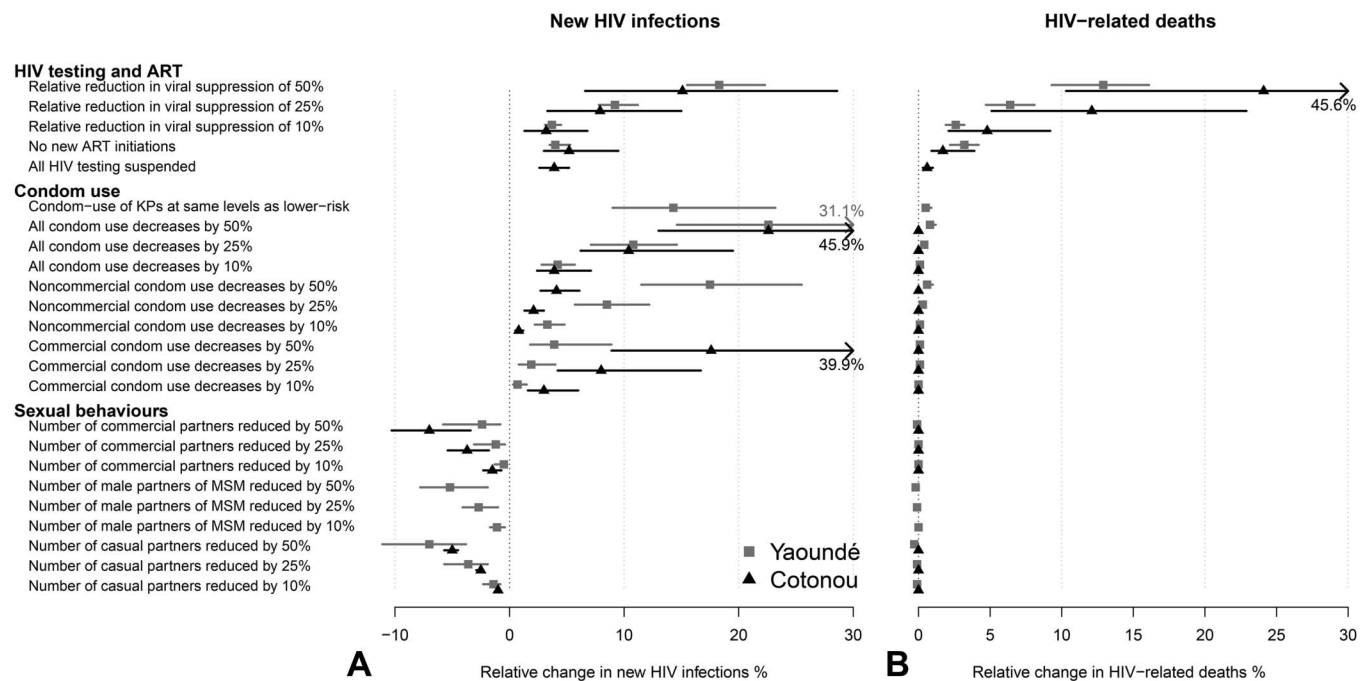 New HIV infections
HIV−related deaths
HIV testing and ART
Relative reduction in viral suppression of 50%
Relative reduction in viral suppression of 25%
45.6%
Relative reduction in viral suppression of 10%
No new ART initiations
All HIV testing suspended
Condom use
Condom−use of KPs at same levels as lower−risk
31.1%
All condom use decreases by 50%
All condom use decreases by 25%
45.9%
All condom use decreases by 10%
Noncommercial condom use decreases by 50%
Noncommercial condom use decreases by 25%
Noncommercial condom use decreases by 10%
Commercial condom use decreases by 50%
Commercial condom use decreases by 25%
39.9%
Commercial condom use decreases by 10%
Sexual behaviours
Number of commercial partners reduced by 50%
Number of commercial partners reduced by 25%
Number of commercial partners reduced by 10%
Number of male partners of MSM reduced by 50%
Number of male partners of MSM reduced by 25%
Number of male partners of MSM reduced by 10%
Number of casual partners reduced by 50%
Number of casual partners reduced by 25%
Number of casual partners reduced by 10%
Yaoundé
Cotonou
−10 0 10 20 30
0 5 10 15 20 25 30
A
Relative change in new HIV infections %
B
Relative change in HIV−related deaths %